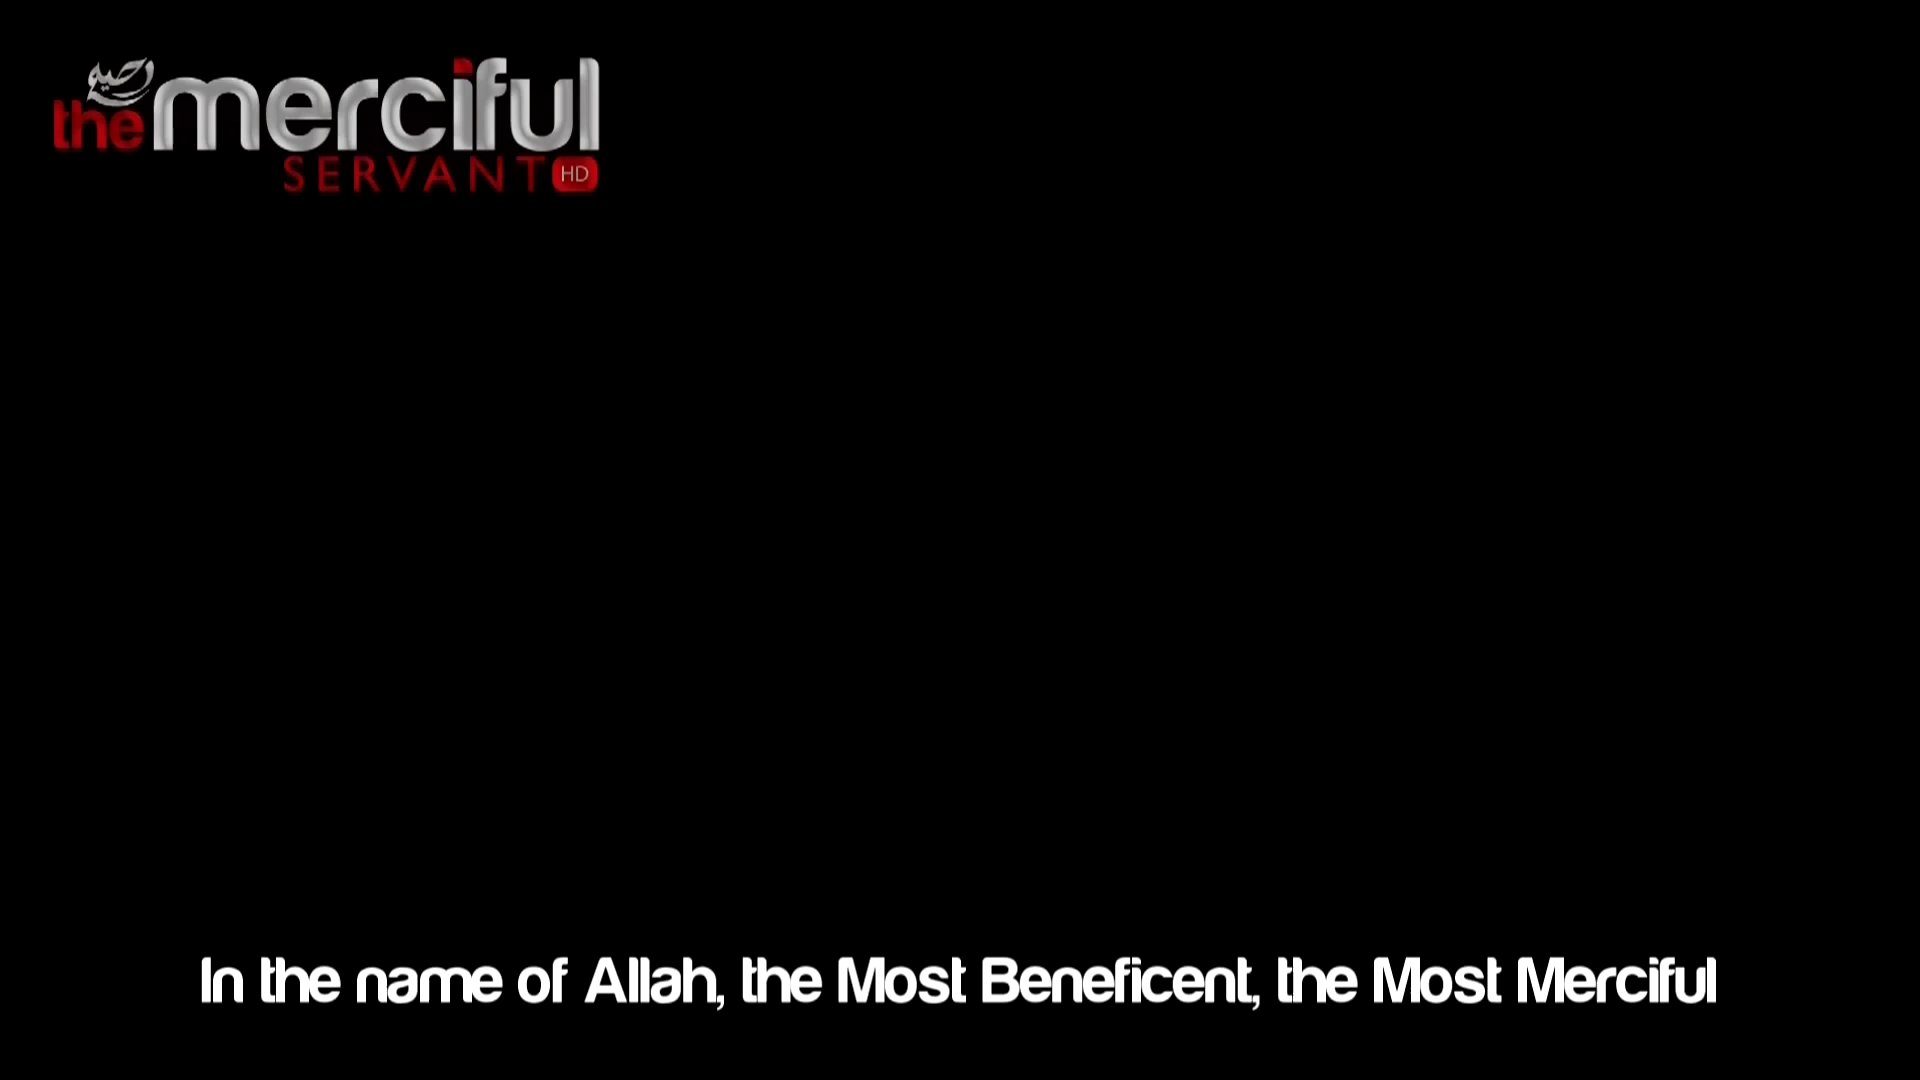 the merciful
SERVANT HD
In the name of Allah, the Most Beneficent, the Most Merciful